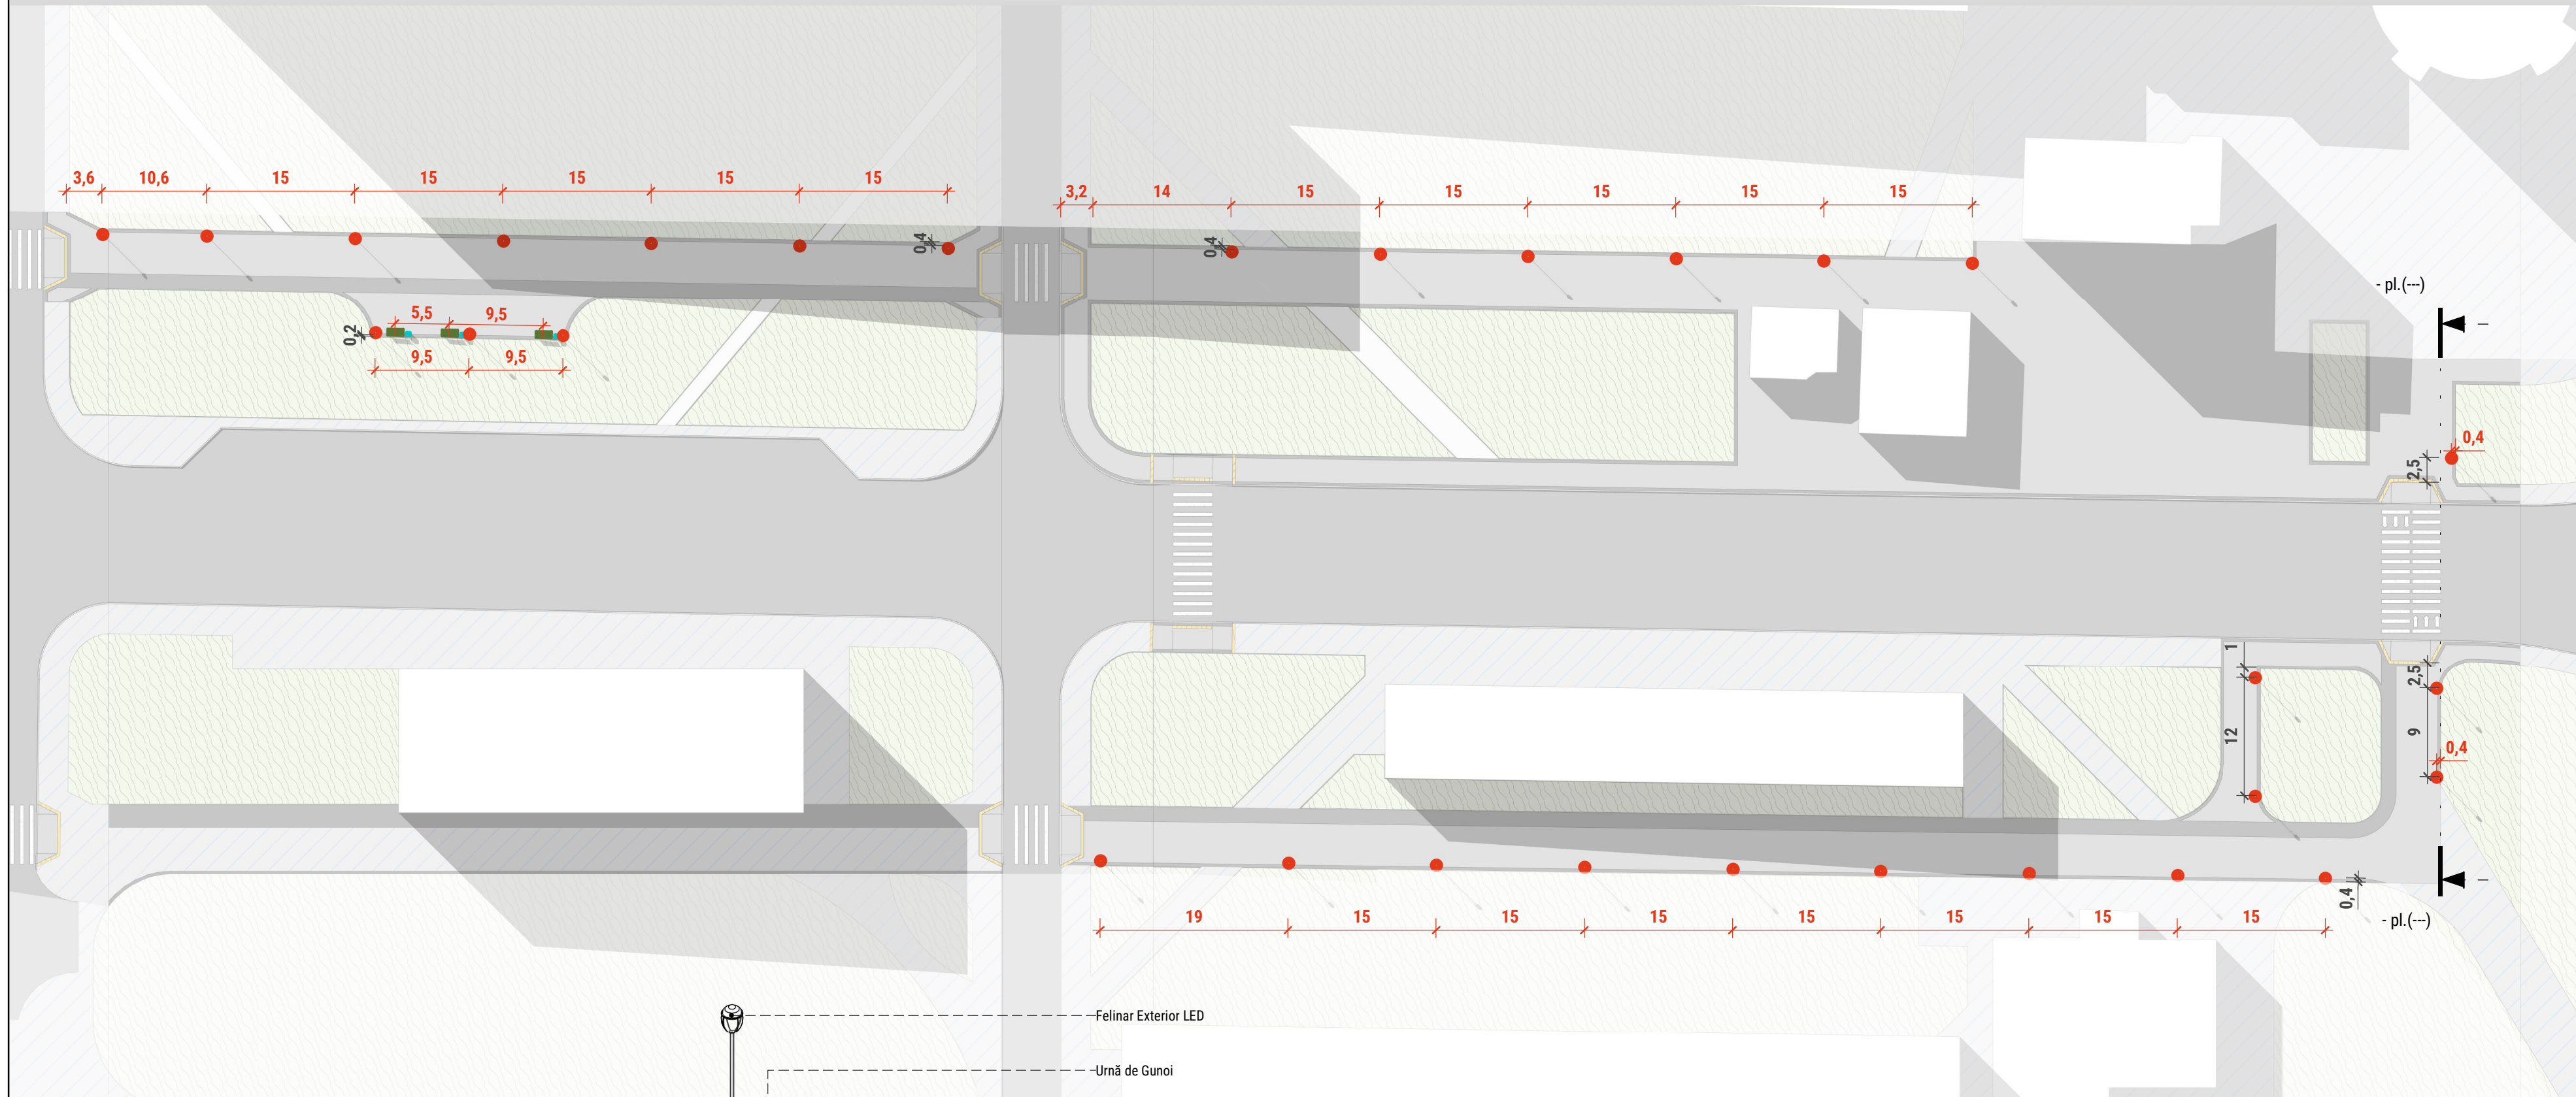 3,6 10,6 15 15 15 15 15
3,2 14 15 15 15 15 15
0,4
0,4
- pl.(---)
5,5 9,5
0,2
9,5 9,5
0,4
2,5
1
2,5
12
9
0,4
0,4
19 15 15 15 15 15 15 15
- pl.(---)
Felinar Exterior LED
Urnă de Gunoi